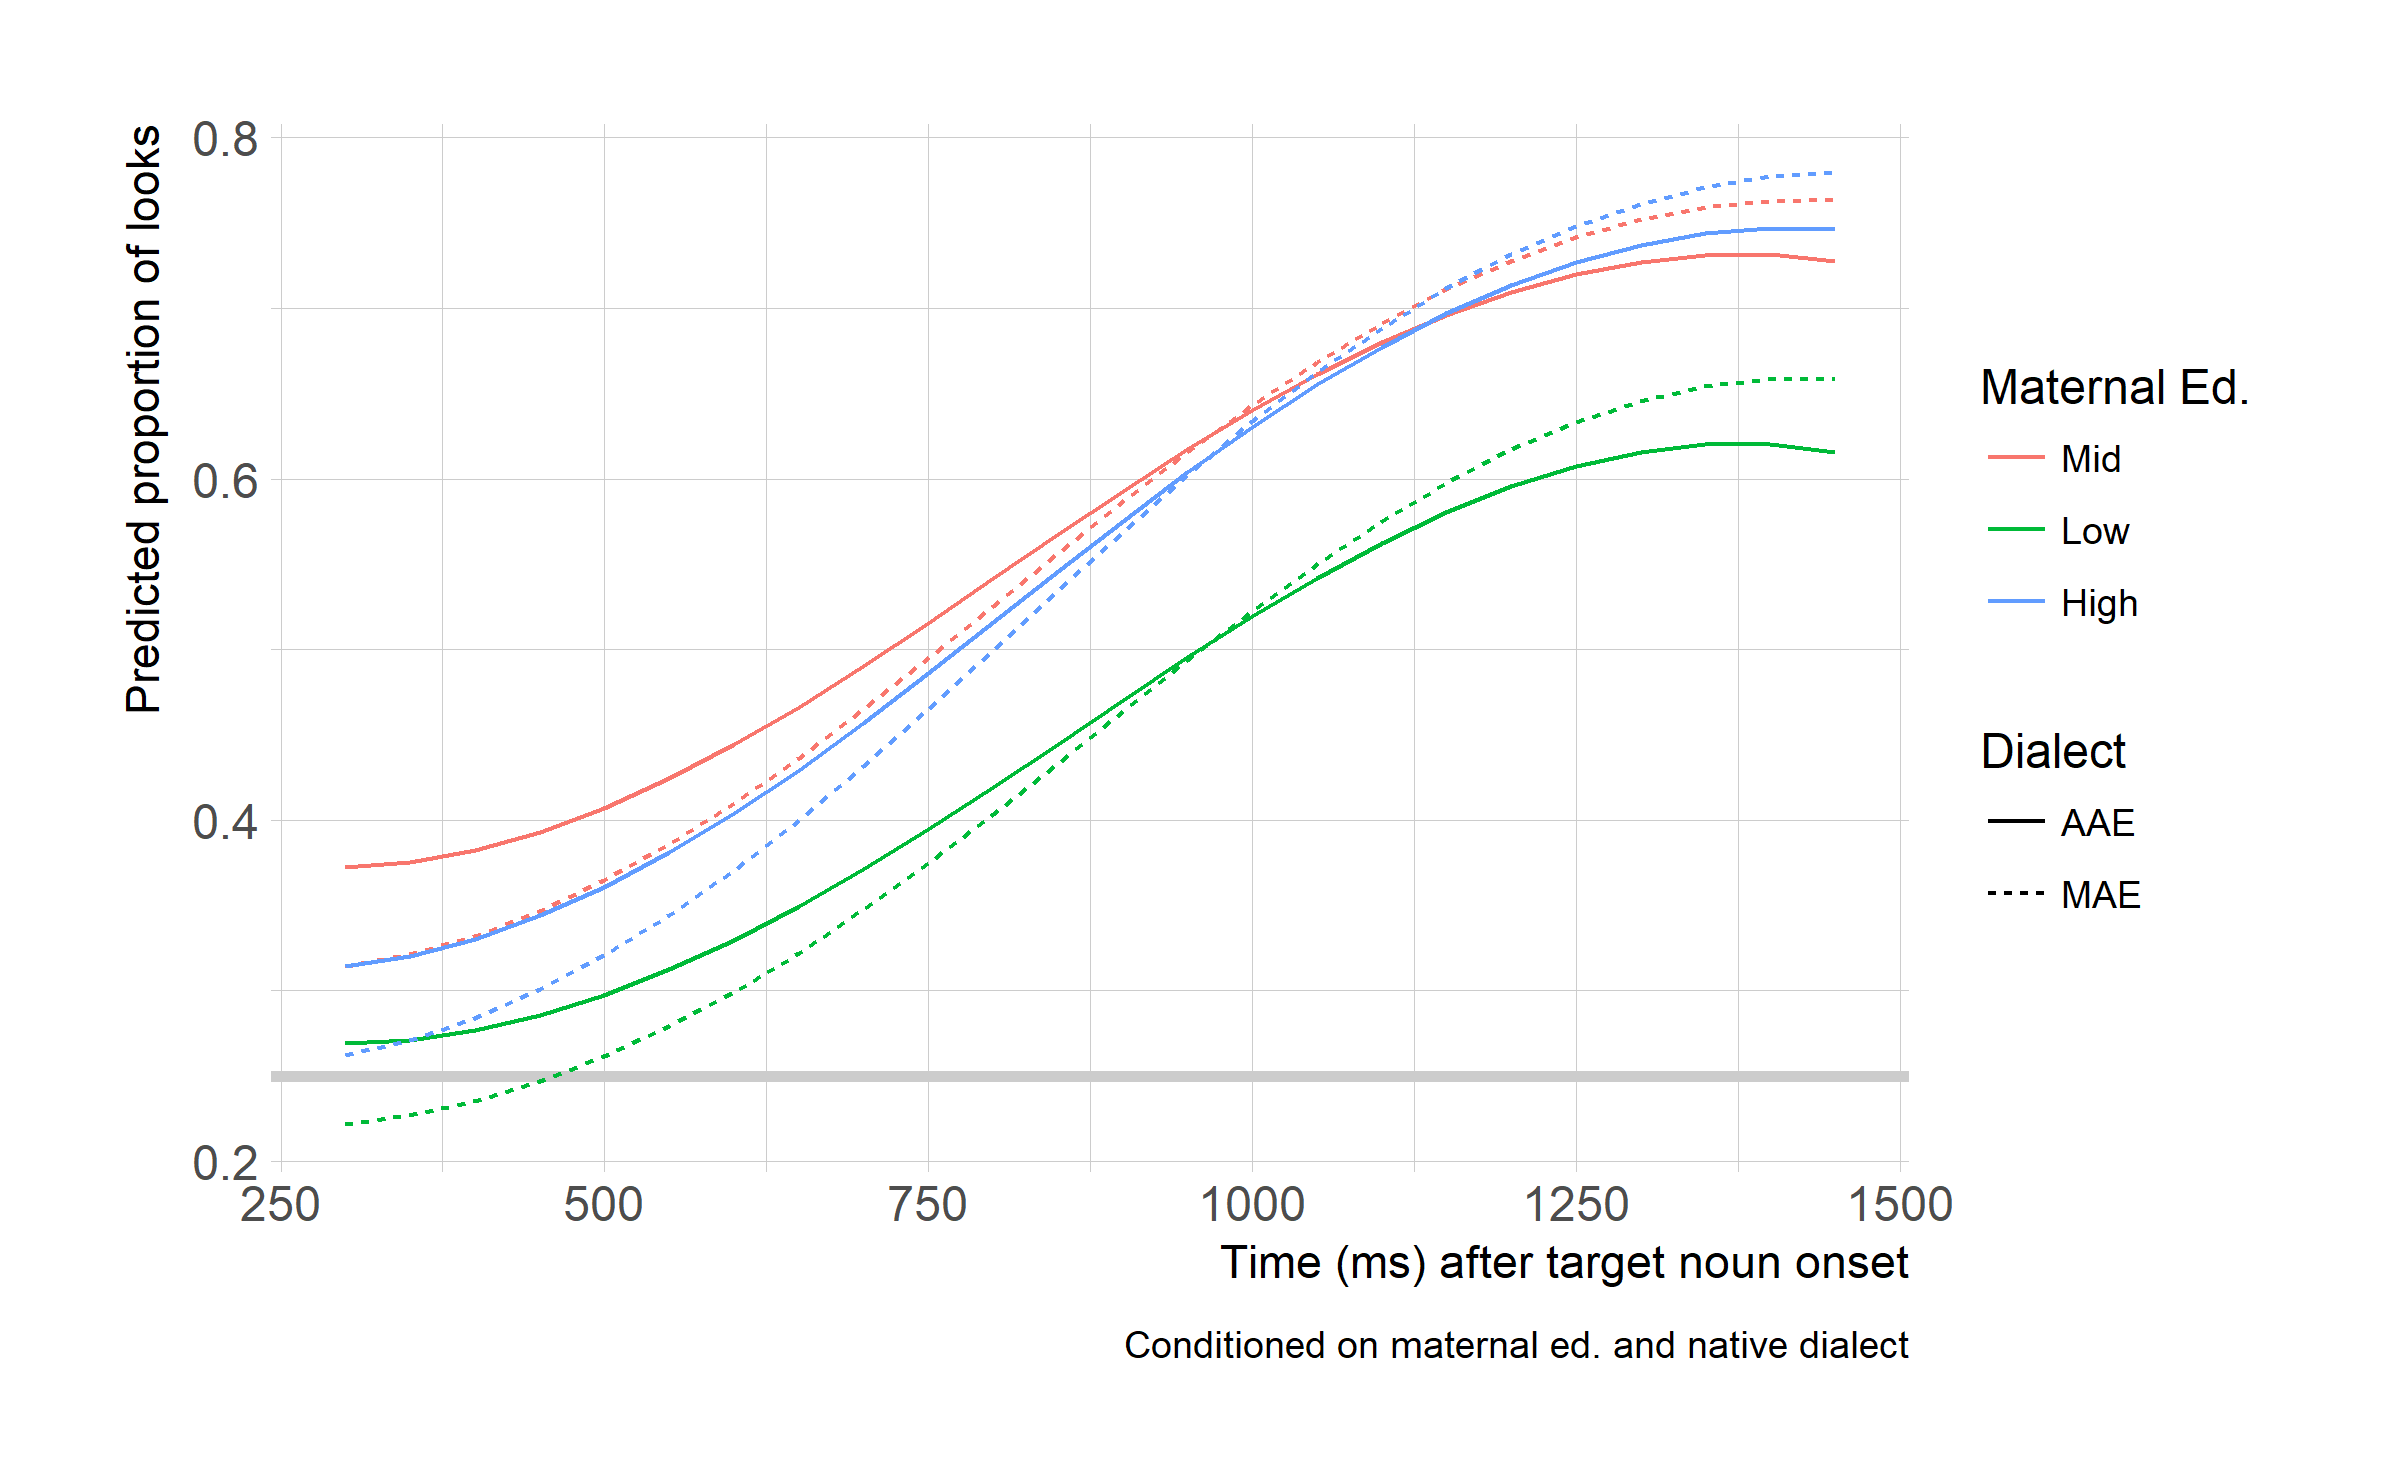 Predicted proportion of looks
0.8
0.6
0.4
0.2
250 500 750 1000 1250 1500
Time (ms) after target noun onset
Conditioned on maternal ed. and native dialect
Maternal Ed.
Mid
Low
High
Dialect
AAE
MAE